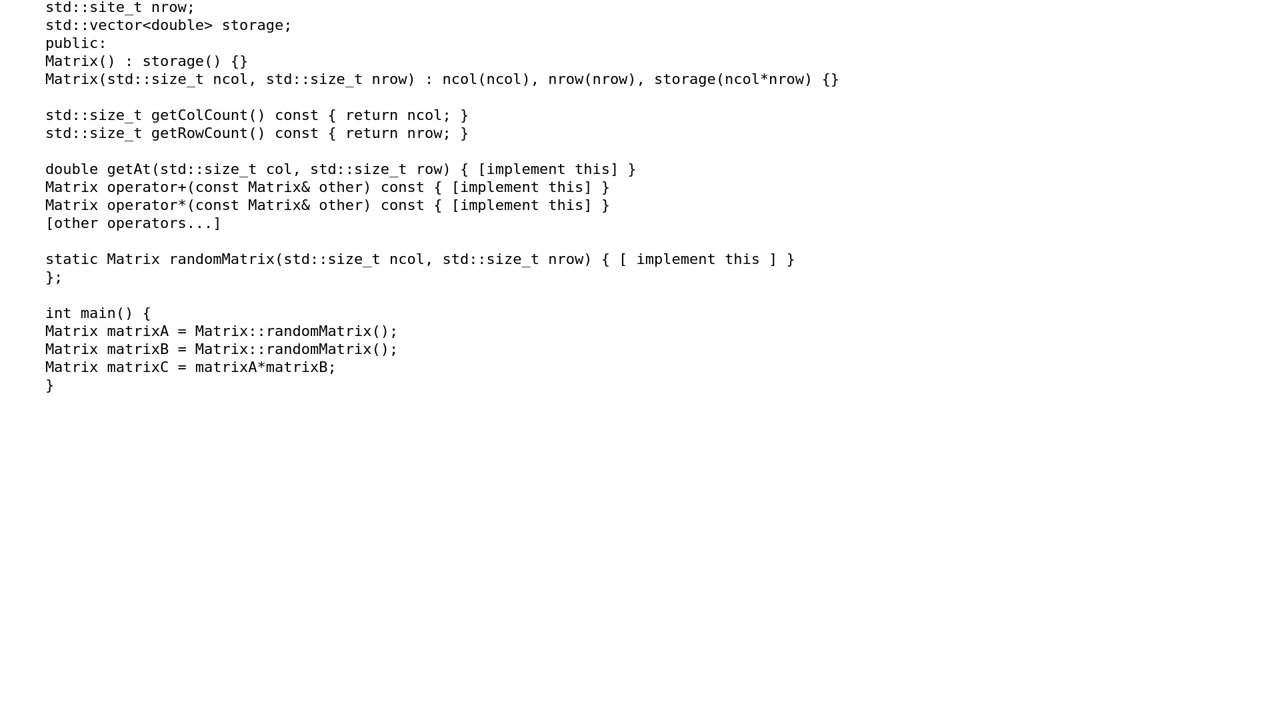 std::site_t nrow;
std::vector<double> storage;
public:
Matrix() : storage() {}
Matrix(std::size_t ncol, std::size_t nrow) : ncol(ncol), nrow(nrow), storage(ncol*nrow) {}
std::size_t getColCount() const { return ncol; }
std::size_t getRowCount() const { return nrow; }
double getAt(std::size_t col, std::size_t row) { [implement this] }
Matrix operator+(const Matrix& other) const { [implement this] }
Matrix operator*(const Matrix& other) const { [implement this] }
[other operators...]
static Matrix randomMatrix(std::size_t ncol, std::size_t nrow) { [ implement this ] }
};
int main() {
Matrix matrixA = Matrix::randomMatrix();
Matrix matrixB = Matrix::randomMatrix();
Matrix matrixC = matrixA*matrixB;
}